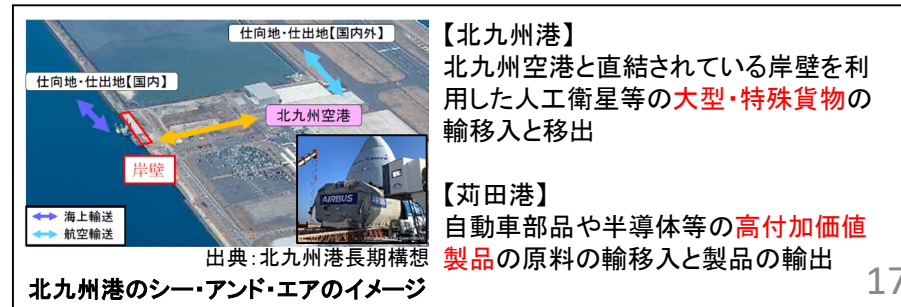 仕向地・仕出地【国内外】
仕向地・仕出地【国内】
北九州空港
岸壁
AIRBUS
海上輸送
航空輸送
出典：北九州港長期構想
北九州港のシー・アンド・エアのイメージ
【北九州港】
北九州空港と直結されている岸壁を利
用した人工衛星等の大型・特殊貨物の
輸移入と移出
【苅田港】
自動車部品や半導体等の高付加価値
製品の原料の輸移入と製品の輸出
17